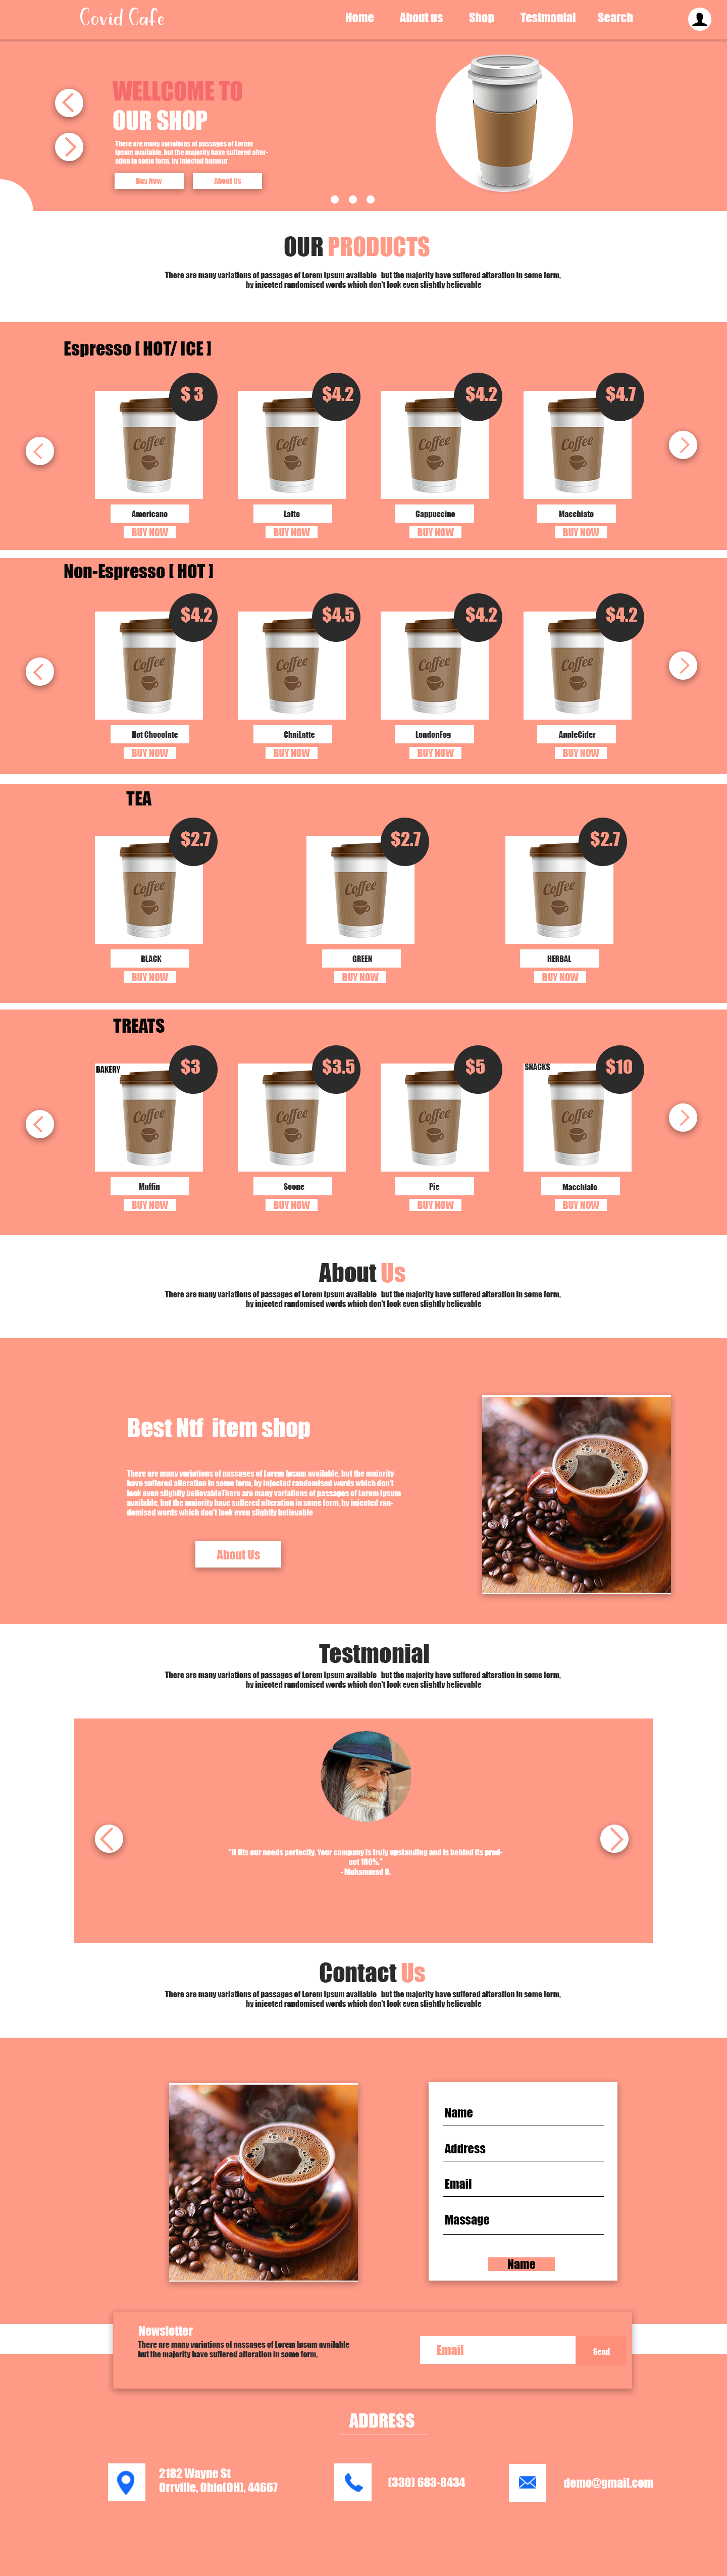 Covid Cafe
Home About us Shop Testmonial Search
WELLCOME TO
OUR SHOP
There are many variations of passages of Lorem
Ipsum available, but the majority have suffered alter-
ation in some form, by injected humour
Buy Now About Us
OUR PRODUCTS
There are many variations of passages of Lorem Ipsum available but the majority have suffered alteration in some form,
by injected randomised words which don't look even slightly believable
Espresso [ HOT/ ICE ]
$ 3 $4.2 $4.2 $4.7
Coffee Coffee Coffee Coffee
Americano Latte Cappuccino Macchiato
BUY NOW BUY NOW BUY NOW BUY NOW
Non-Espresso [ HOT ]
$4.2 $4.5 $4.2 $4.2
Coffee Coffee Coffee Coffee
Hot Chocolate ChaiLatte LondonFog AppleCider
BUY NOW BUY NOW BUY NOW BUY NOW
TEA
$2.7 $2.7 $2.7
Coffee Coffee Coffee
BLACK GREEN HERBAL
BUY NOW BUY NOW BUY NOW
TREATS
BAKERY $3 $3.5 $5 SNACKS $10
Coffee Coffee Coffee Coffee
Muffin Scone Pie Macchiato
BUY NOW BUY NOW BUY NOW BUY NOW
About Us
There are many variations of passages of Lorem Ipsum available but the majority have suffered alteration in some form,
by injected randomised words which don't look even slightly believable
Best Ntf item shop
There are many variations of passages of Lorem Ipsum available, but the majority
have suffered alteration in some form, by injected randomised words which don't
look even slightly believableThere are many variations of passages of Lorem Ipsum
available, but the majority have suffered alteration in some form, by injected ran-
domised words which don't look even slightly believable
About Us
Testmonial
There are many variations of passages of Lorem Ipsum available but the majority have suffered alteration in some form,
by injected randomised words which don't look even slightly believable
"It fits our needs perfectly. Your company is truly upstanding and is behind its prod-
uct 100%."
- Muhammad O.
Contact Us
There are many variations of passages of Lorem Ipsum available but the majority have suffered alteration in some form,
by injected randomised words which don't look even slightly believable
Name
Address
Email
Massage
Name
Newsletter
There are many variations of passages of Lorem Ipsum available
but the majority have suffered alteration in some form,
Email Send
ADDRESS
2182 Wayne St
Orrville, Ohio(OH), 44667
(330) 683-8434
demo@gmail.com